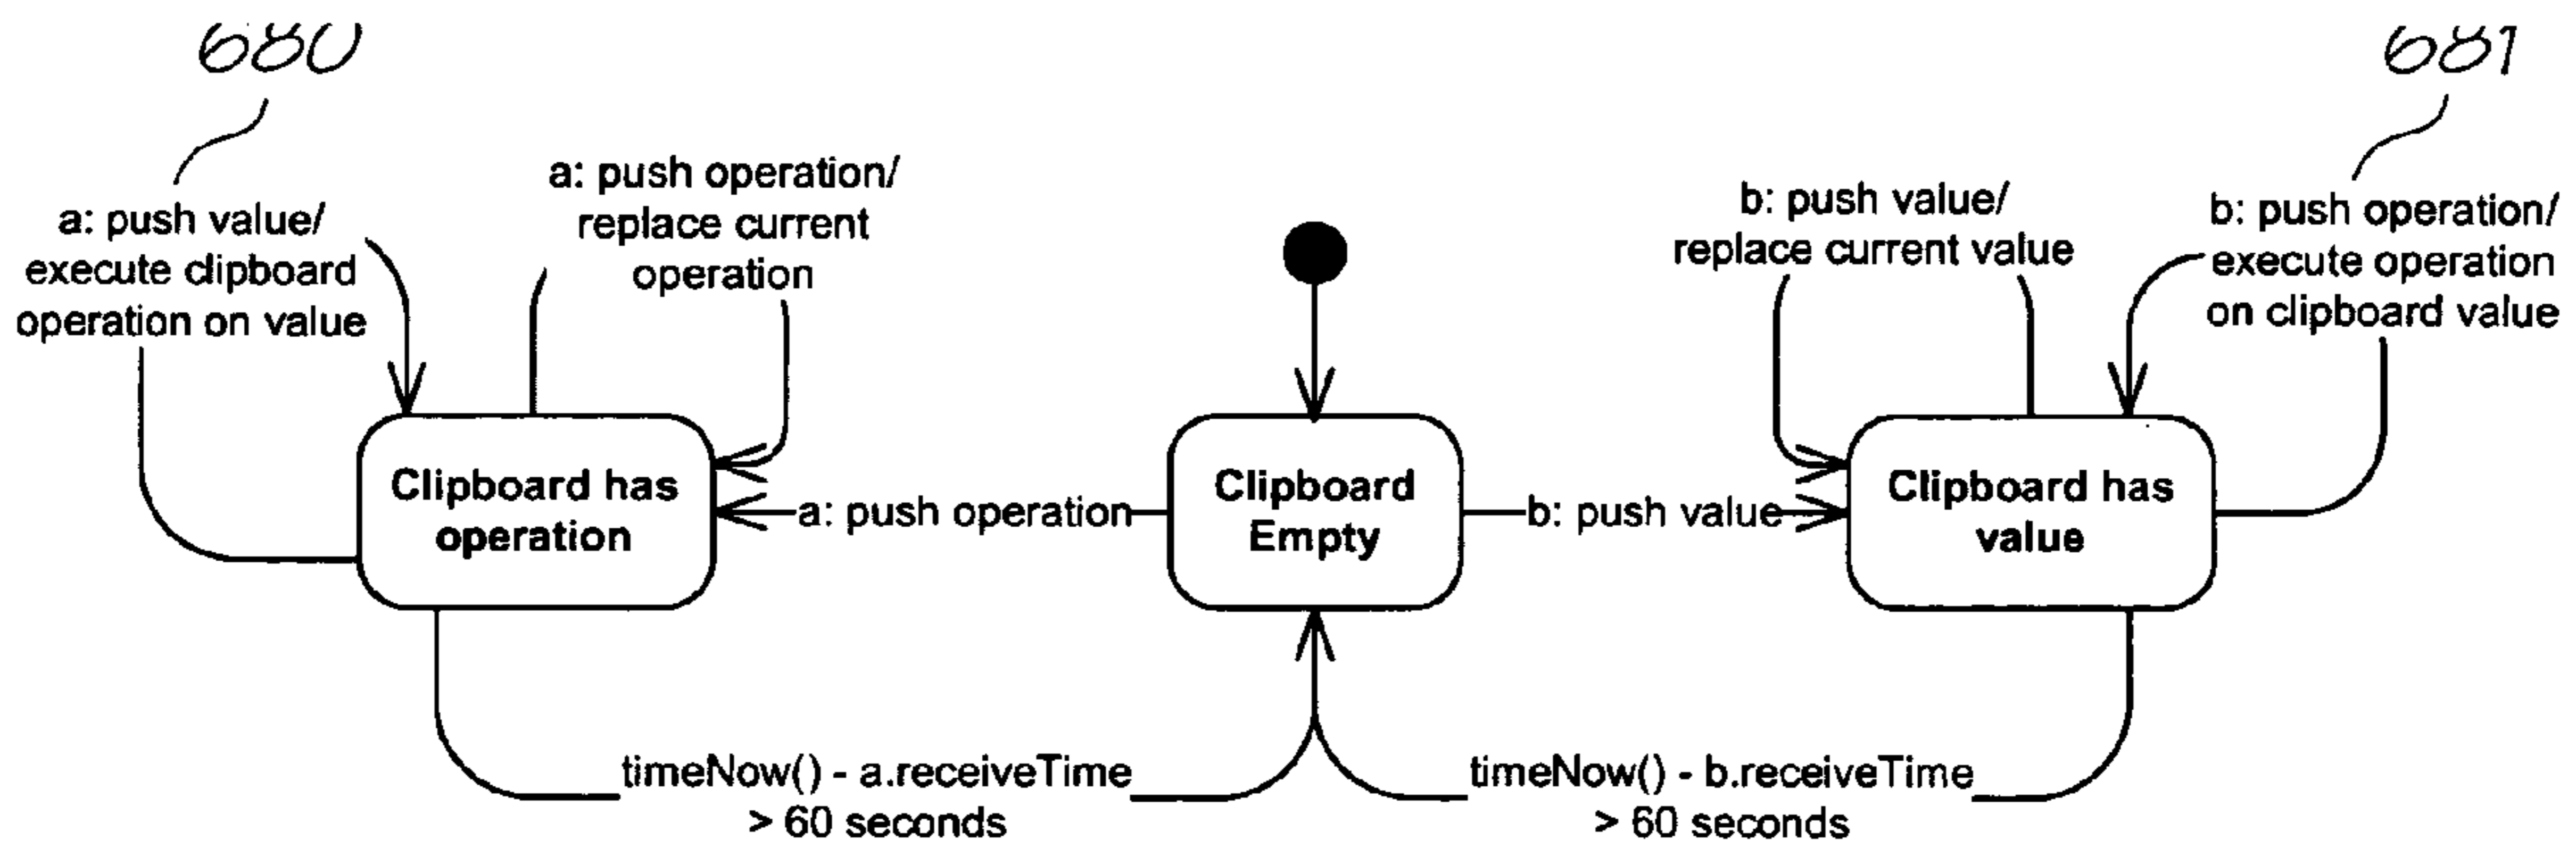 680
681
a: push value/
execute clipboard
operation on value
a: push operation/
replace current
operation
b: push value/
replace current value
b: push operation/
execute operation
on clipboard value
Clipboard has
operation
a: push operation
Clipboard
Empty
b: push value
Clipboard has
value
timeNow() - a.receiveTime
> 60 seconds
timeNow() - b.receiveTime
> 60 seconds